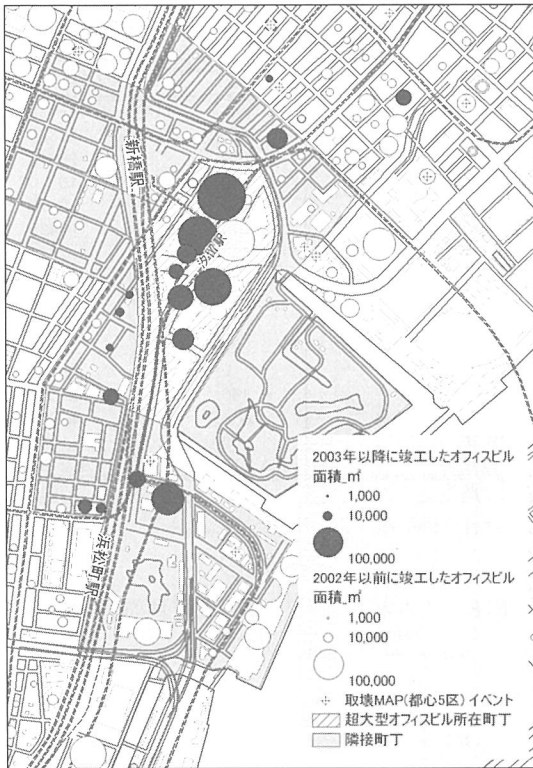 新橋駅
汐留駅
浜松町駅
2003年以降に竣工したオフィスビル
面積_㎡
1,000
10,000
100,000
2002年以前に竣工したオフィスビル
面積_㎡
1,000
10,000
100,000
取壊MAP(都心5区) イベント
超大型オフィスビル所在町丁
隣接町丁